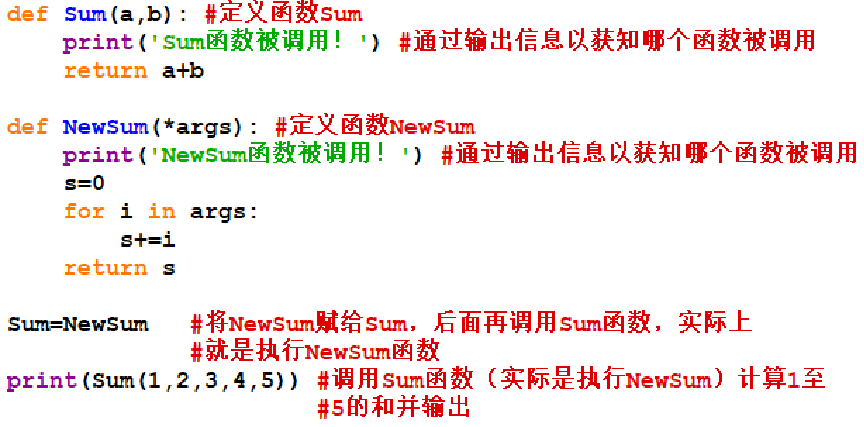 def Sum(a,b): #定义函数Sum
    print('Sum函数被调用！') #通过输出信息以获知哪个函数被调用
    return a+b

def NewSum(*args): #定义函数NewSum
    print('NewSum函数被调用！') #通过输出信息以获知哪个函数被调用
    s=0
    for i in args:
        s+=i
    return s

Sum=NewSum   #将NewSum赋给Sum，后面再调用Sum函数，实际上
             #就是执行NewSum函数
print(Sum(1,2,3,4,5)) #调用Sum函数（实际是执行NewSum）计算1至
                      #5的和并输出